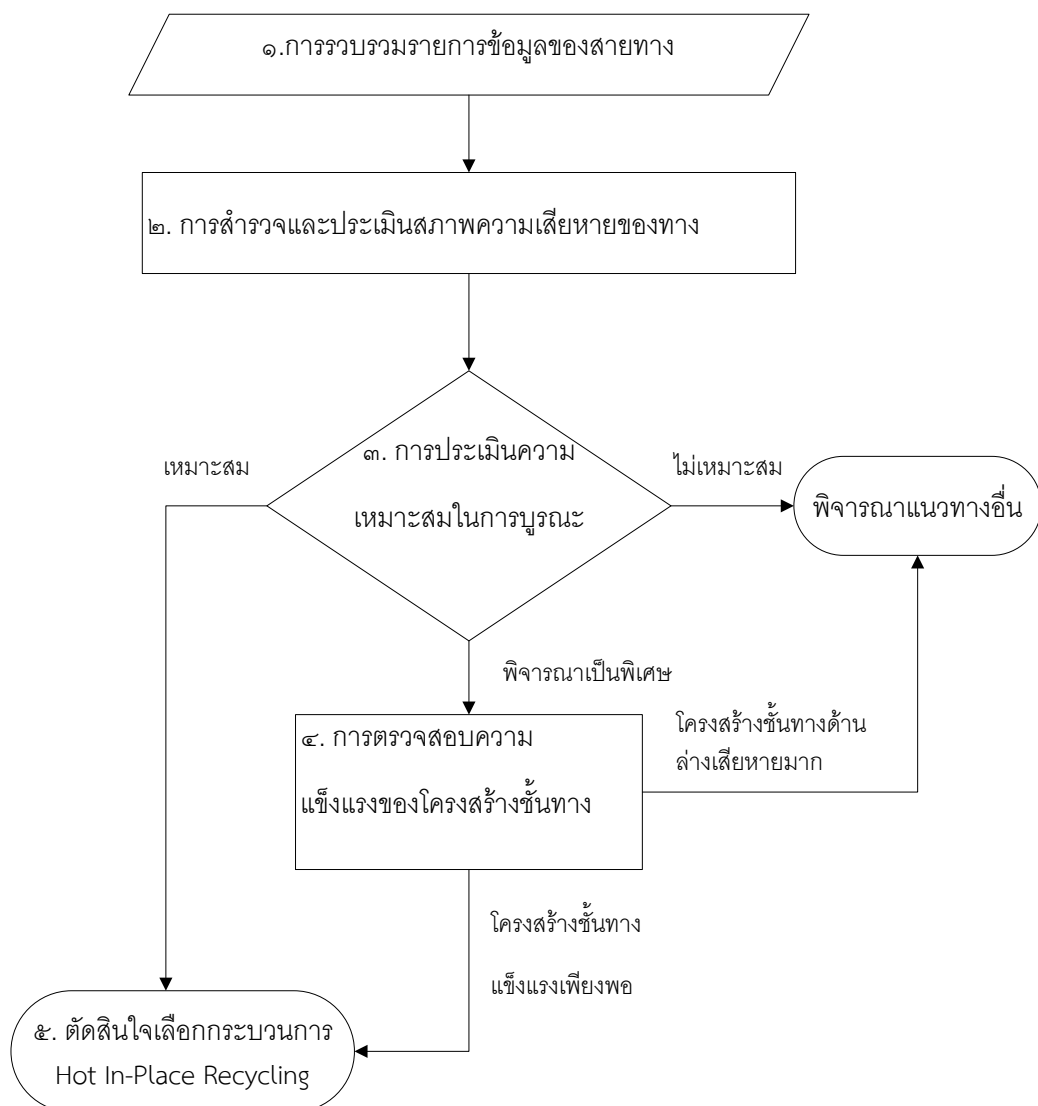 ๑.การรวบรวมรายการข้อมูลของสายทาง
๒. การสำรวจและประเมินสภาพความเสียหายของทาง
๓. การประเมินความ
เหมาะสมในการบูรณะ
เหมาะสม
ไม่เหมาะสม
พิจารณาแนวทางอื่น
พิจารณาเป็นพิเศษ
๔. การตรวจสอบความ
แข็งแรงของโครงสร้างชั้นทาง
โครงสร้างชั้นทางด้าน
ล่างเสียหายมาก
โครงสร้างชั้นทาง
แข็งแรงเพียงพอ
๕. ตัดสินใจเลือกกระบวนการ
Hot In-Place Recycling